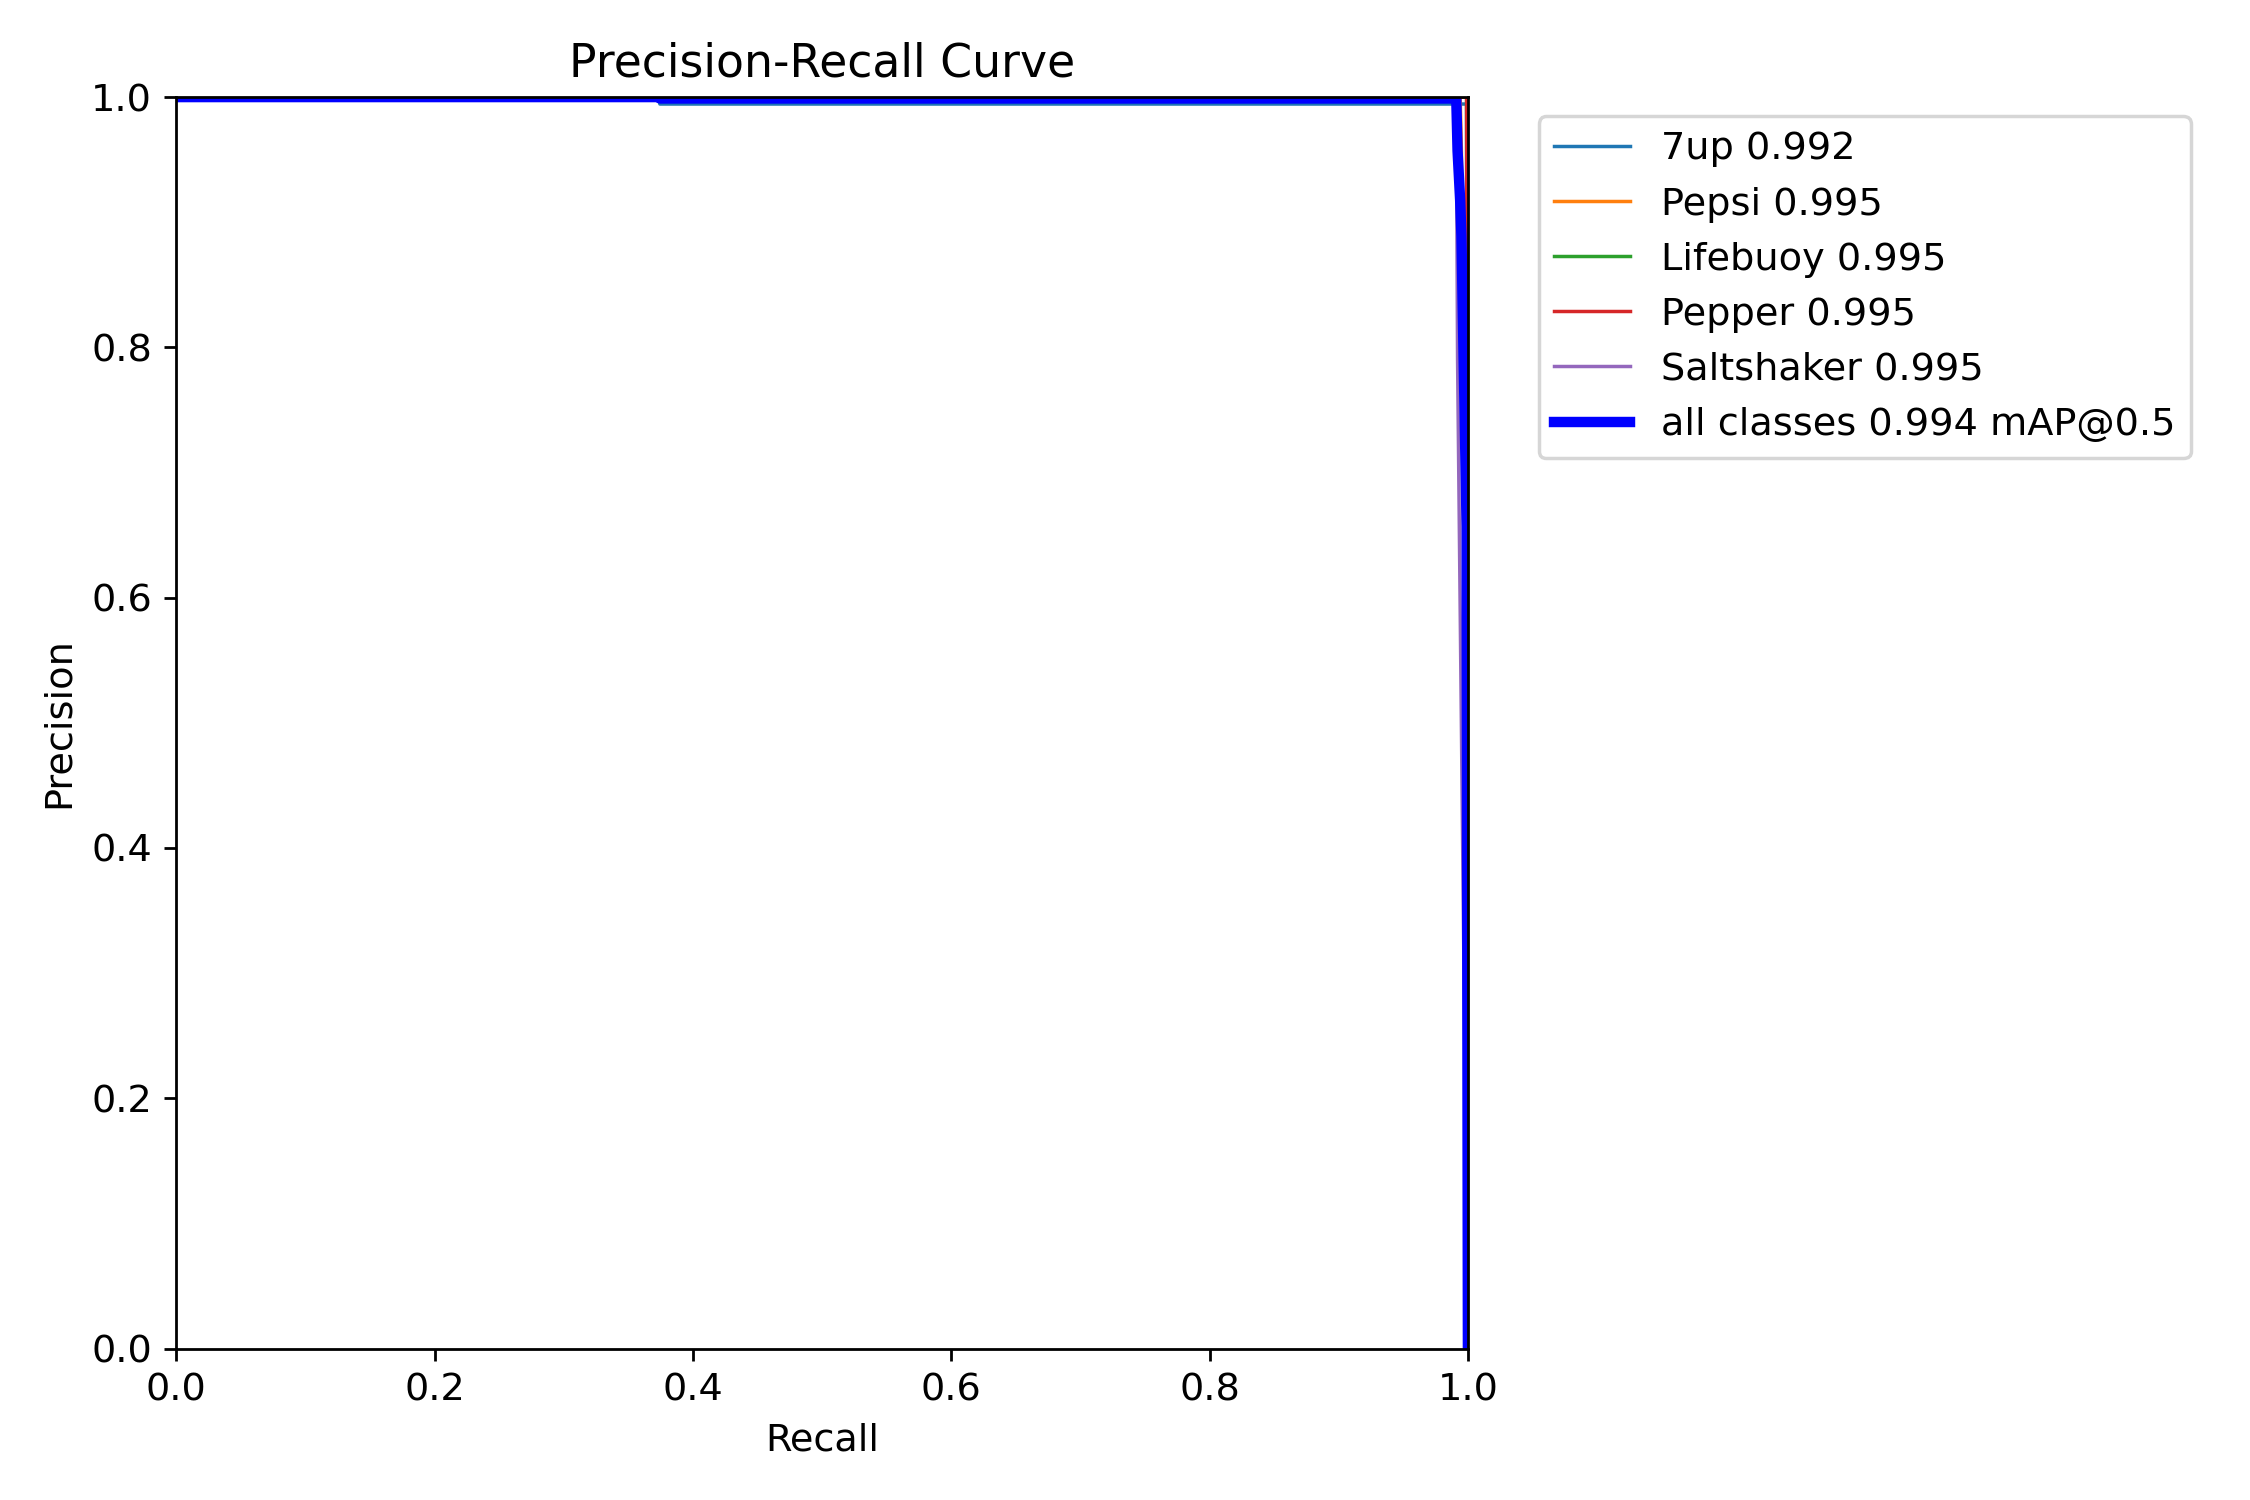 Precision-Recall Curve
1.0
0.8
0.6
0.4
0.2
0.0
Precision
0.0 0.2 0.4 0.6 0.8 1.0
Recall
7up 0.992
Pepsi 0.995
Lifebuoy 0.995
Pepper 0.995
Saltshaker 0.995
all classes 0.994 mAP@0.5